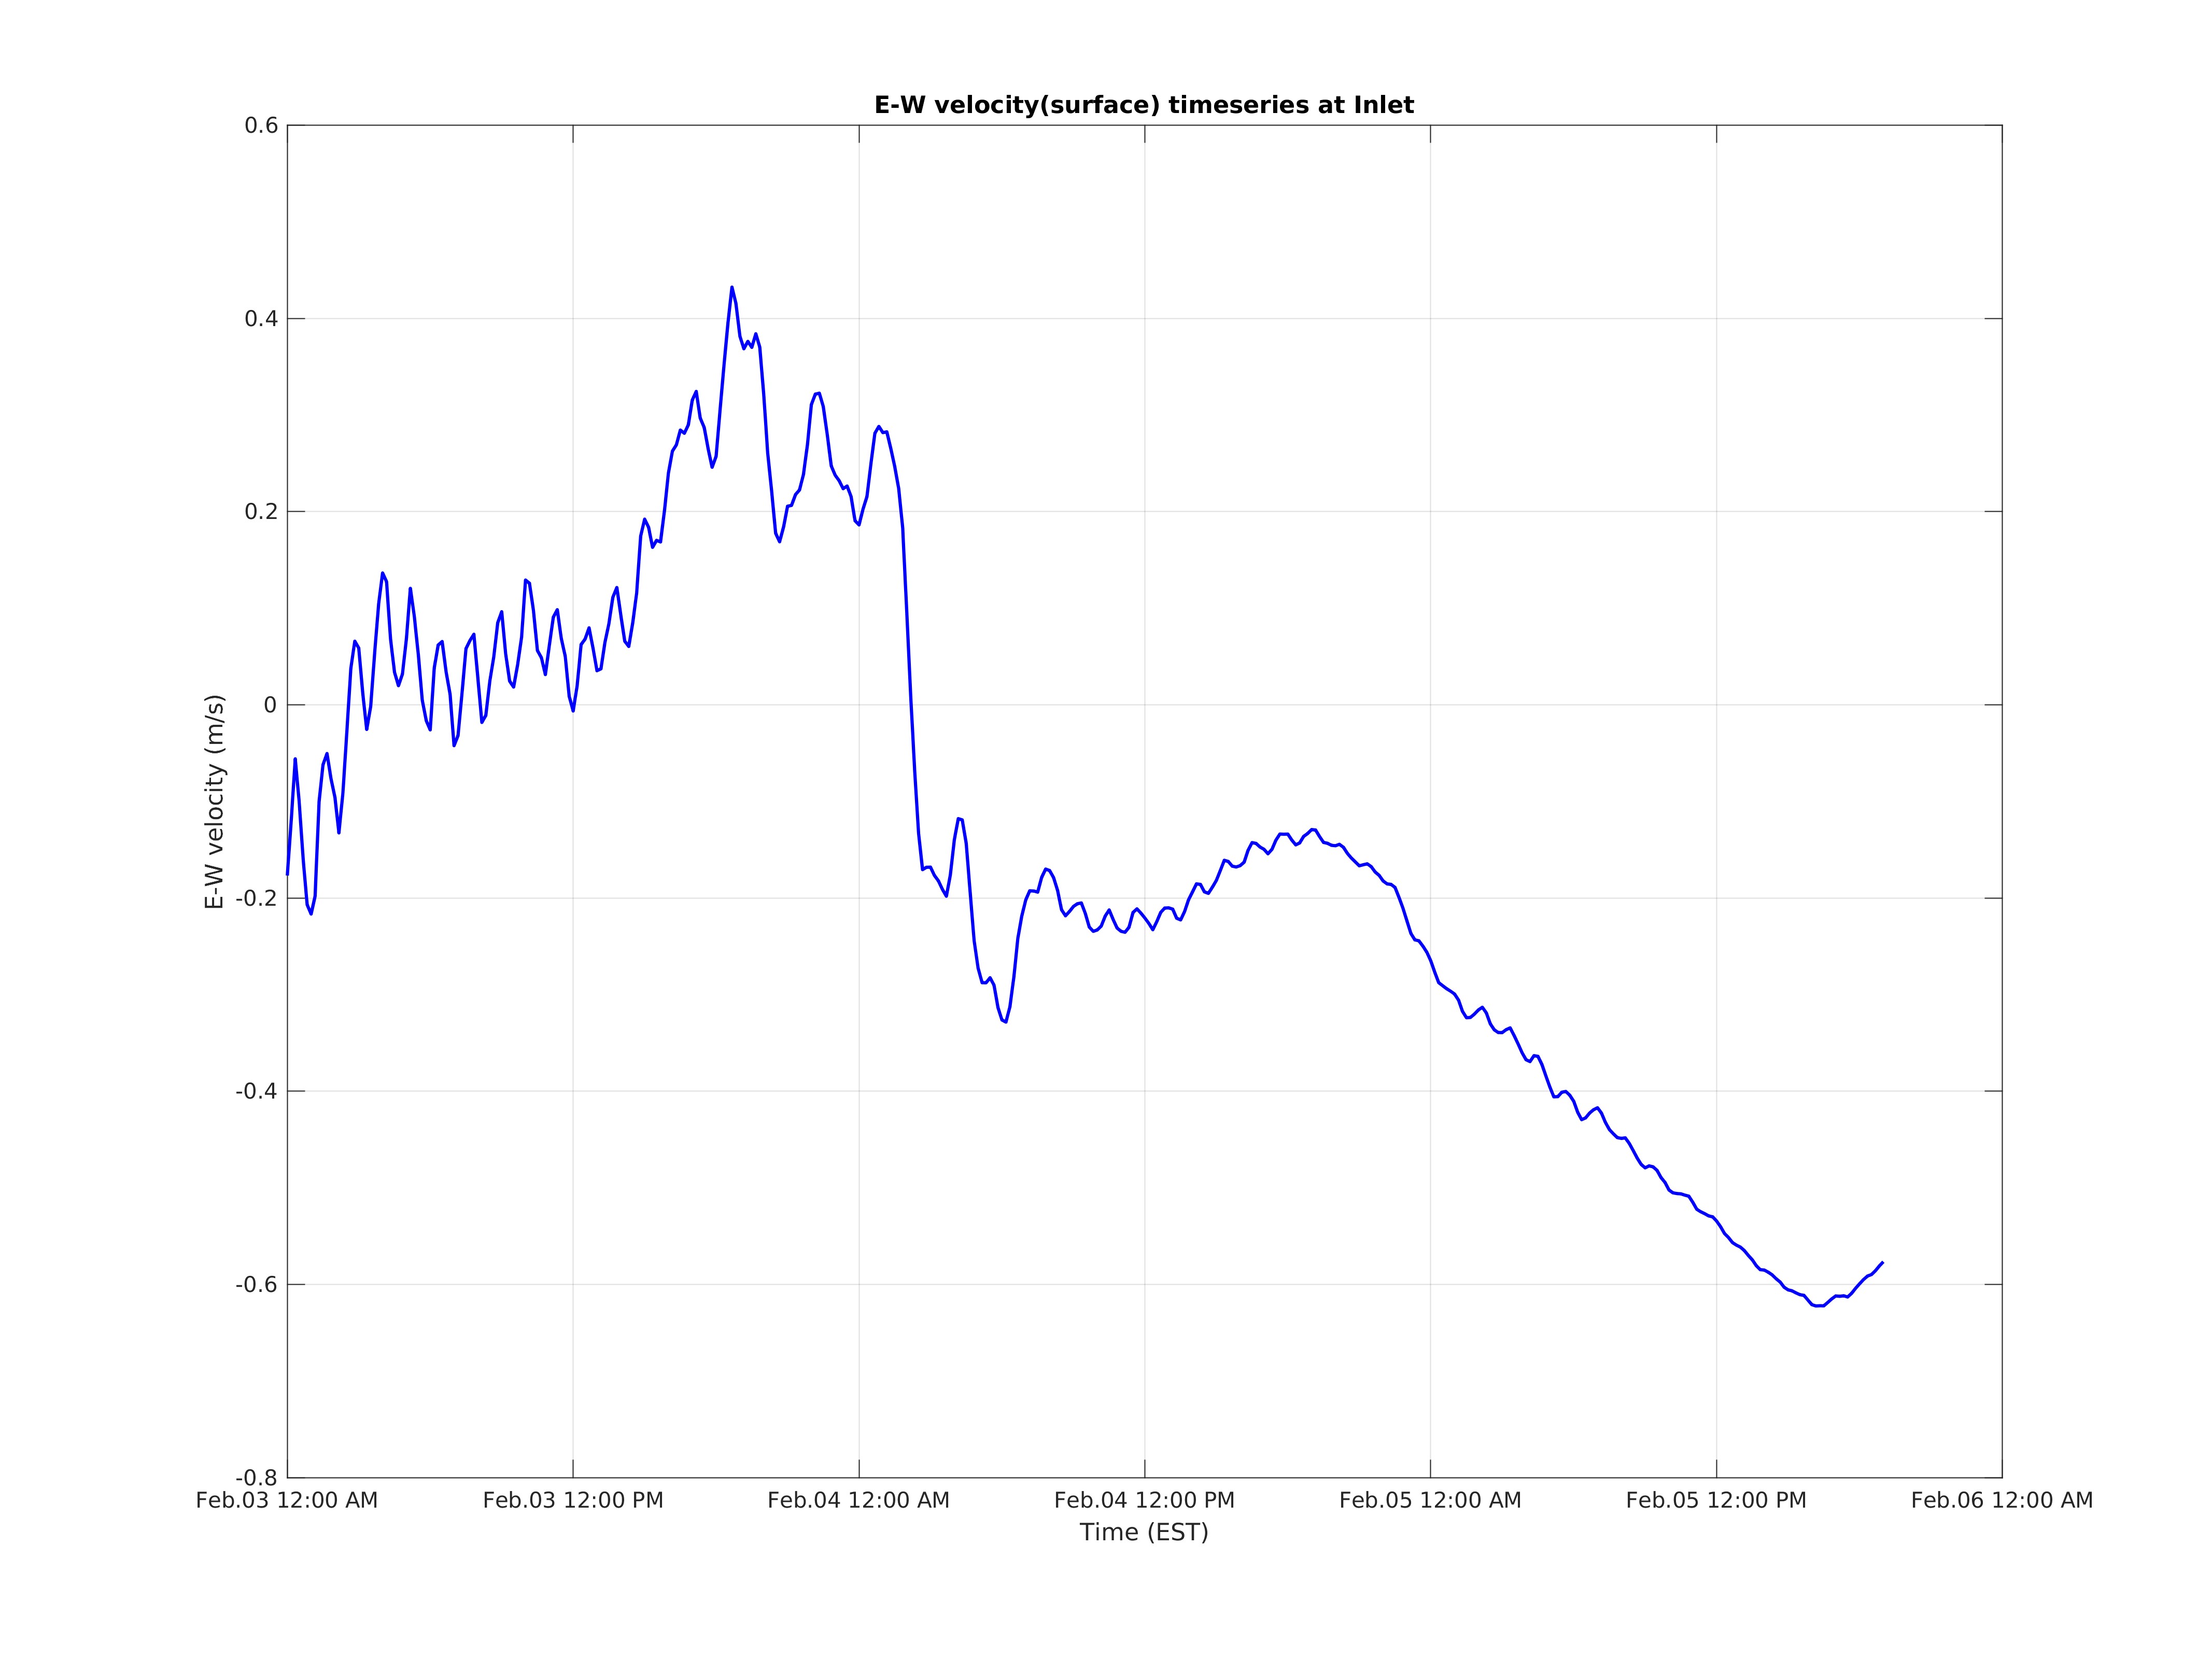 E-W velocity(surface) timeseries at Inlet
0.6
0.4
0.2
0
-0.2
-0.4
-0.6
-0.8
E-W velocity (m/s)
Feb.03 12:00 AM Feb.03 12:00 PM Feb.04 12:00 AM Feb.04 12:00 PM Feb.05 12:00 AM Feb.05 12:00 PM Feb.06 12:00 AM
Time (EST)